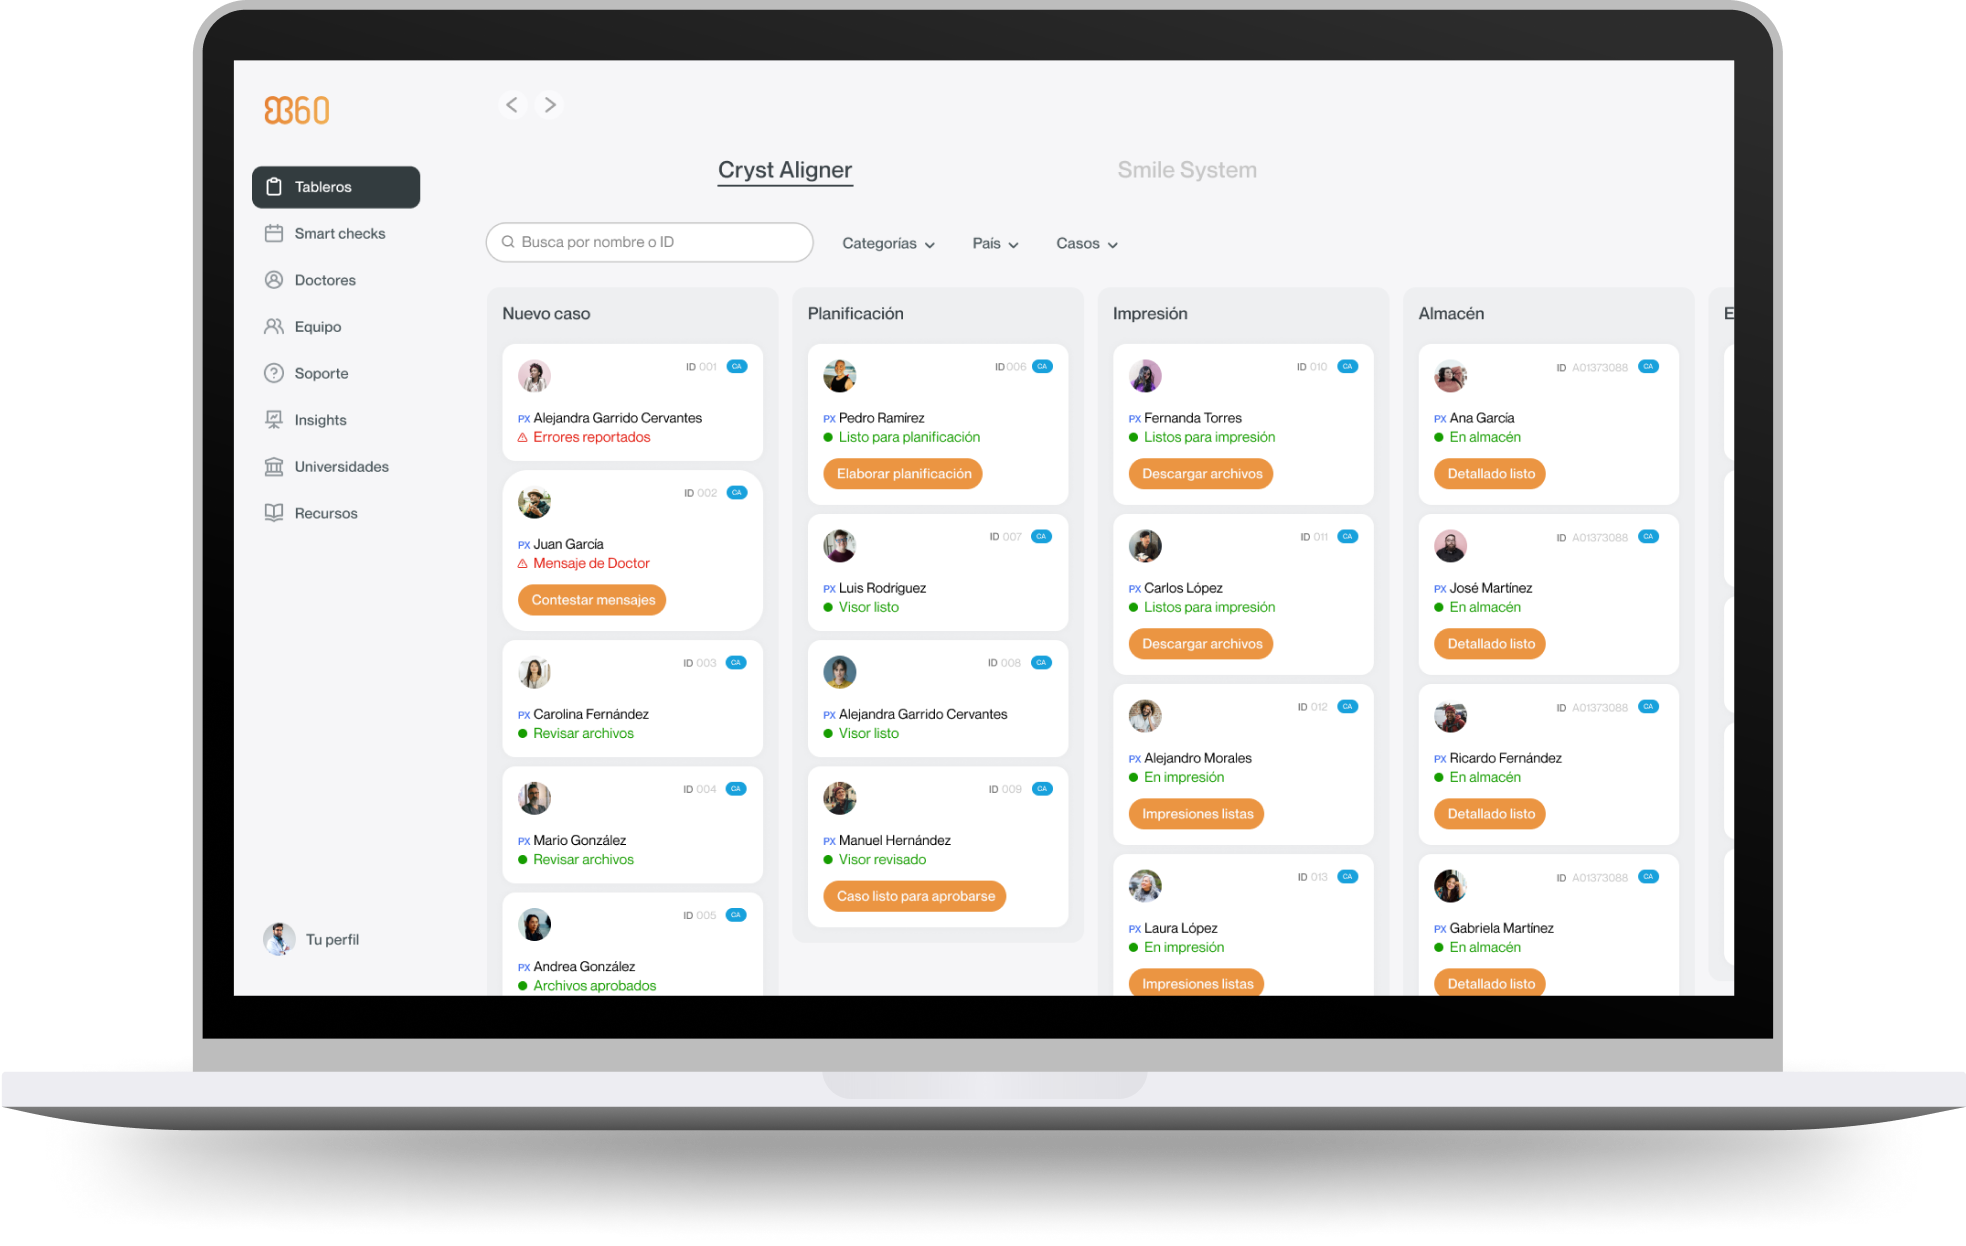 360
Tableros
Smart checks
Doctores
Equipo
Soporte
Insights
Universidades
Recursos
Tu perfil
Cryst Aligner
Smile System
Busca por nombre o ID
Categorías
País
Casos
Nuevo caso
ID 001 CA
PX Alejandra Garrido Cervantes
Errores reportados
ID 002 CA
PX Juan García
Mensaje de Doctor
Contestar mensajes
ID 003 CA
PX Carolina Fernández
Revisar archivos
ID 004 CA
PX Mario González
Revisar archivos
ID 005 CA
PX Andrea González
Archivos aprobados
Planificación
ID 006 CA
PX Pedro Ramírez
Listo para planificación
Elaborar planificación
ID 007 CA
PX Luis Rodríguez
Visor listo
ID 008 CA
PX Alejandra Garrido Cervantes
Visor listo
ID 009 CA
PX Manuel Hernández
Visor revisado
Caso listo para aprobarse
Impresión
ID 010 CA
PX Fernanda Torres
Listos para impresión
Descargar archivos
ID 011 CA
PX Carlos López
Listos para impresión
Descargar archivos
ID 012 CA
PX Alejandro Morales
En impresión
Impresiones listas
ID 013 CA
PX Laura López
En impresión
Impresiones listas
Almacén
ID A01373088 CA
PX Ana García
En almacén
Detallado listo
ID A01373088 CA
PX José Martínez
En almacén
Detallado listo
ID A01373088 CA
PX Ricardo Fernández
En almacén
Detallado listo
ID A01373088 CA
PX Gabriela Martínez
En almacén
Detallado listo
E